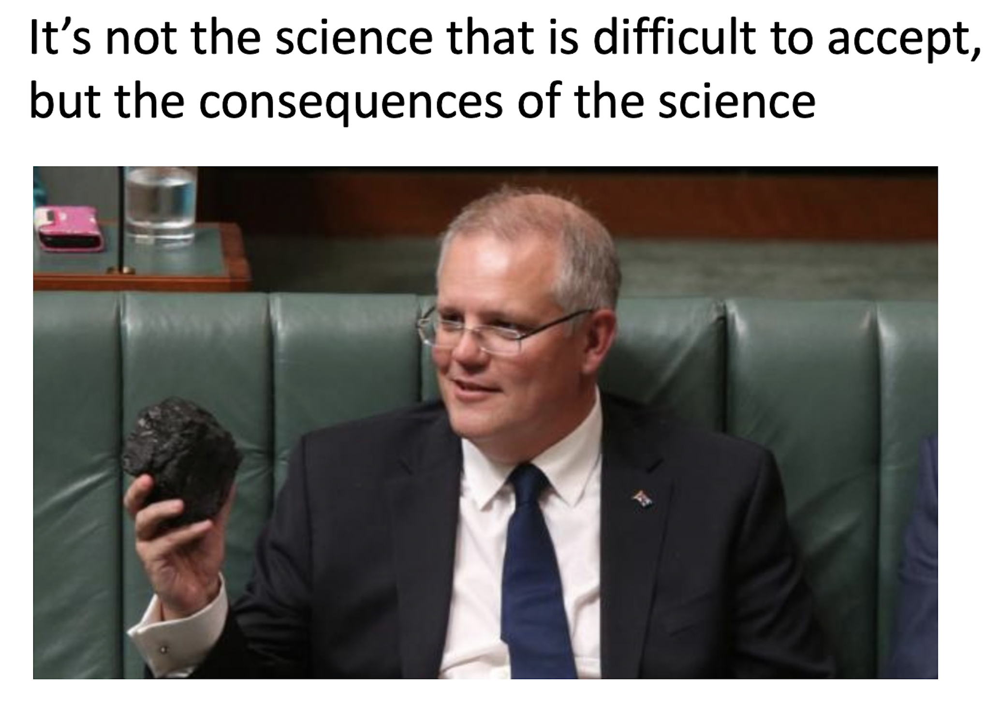 It’s not the science that is difficult to accept,
but the consequences of the science